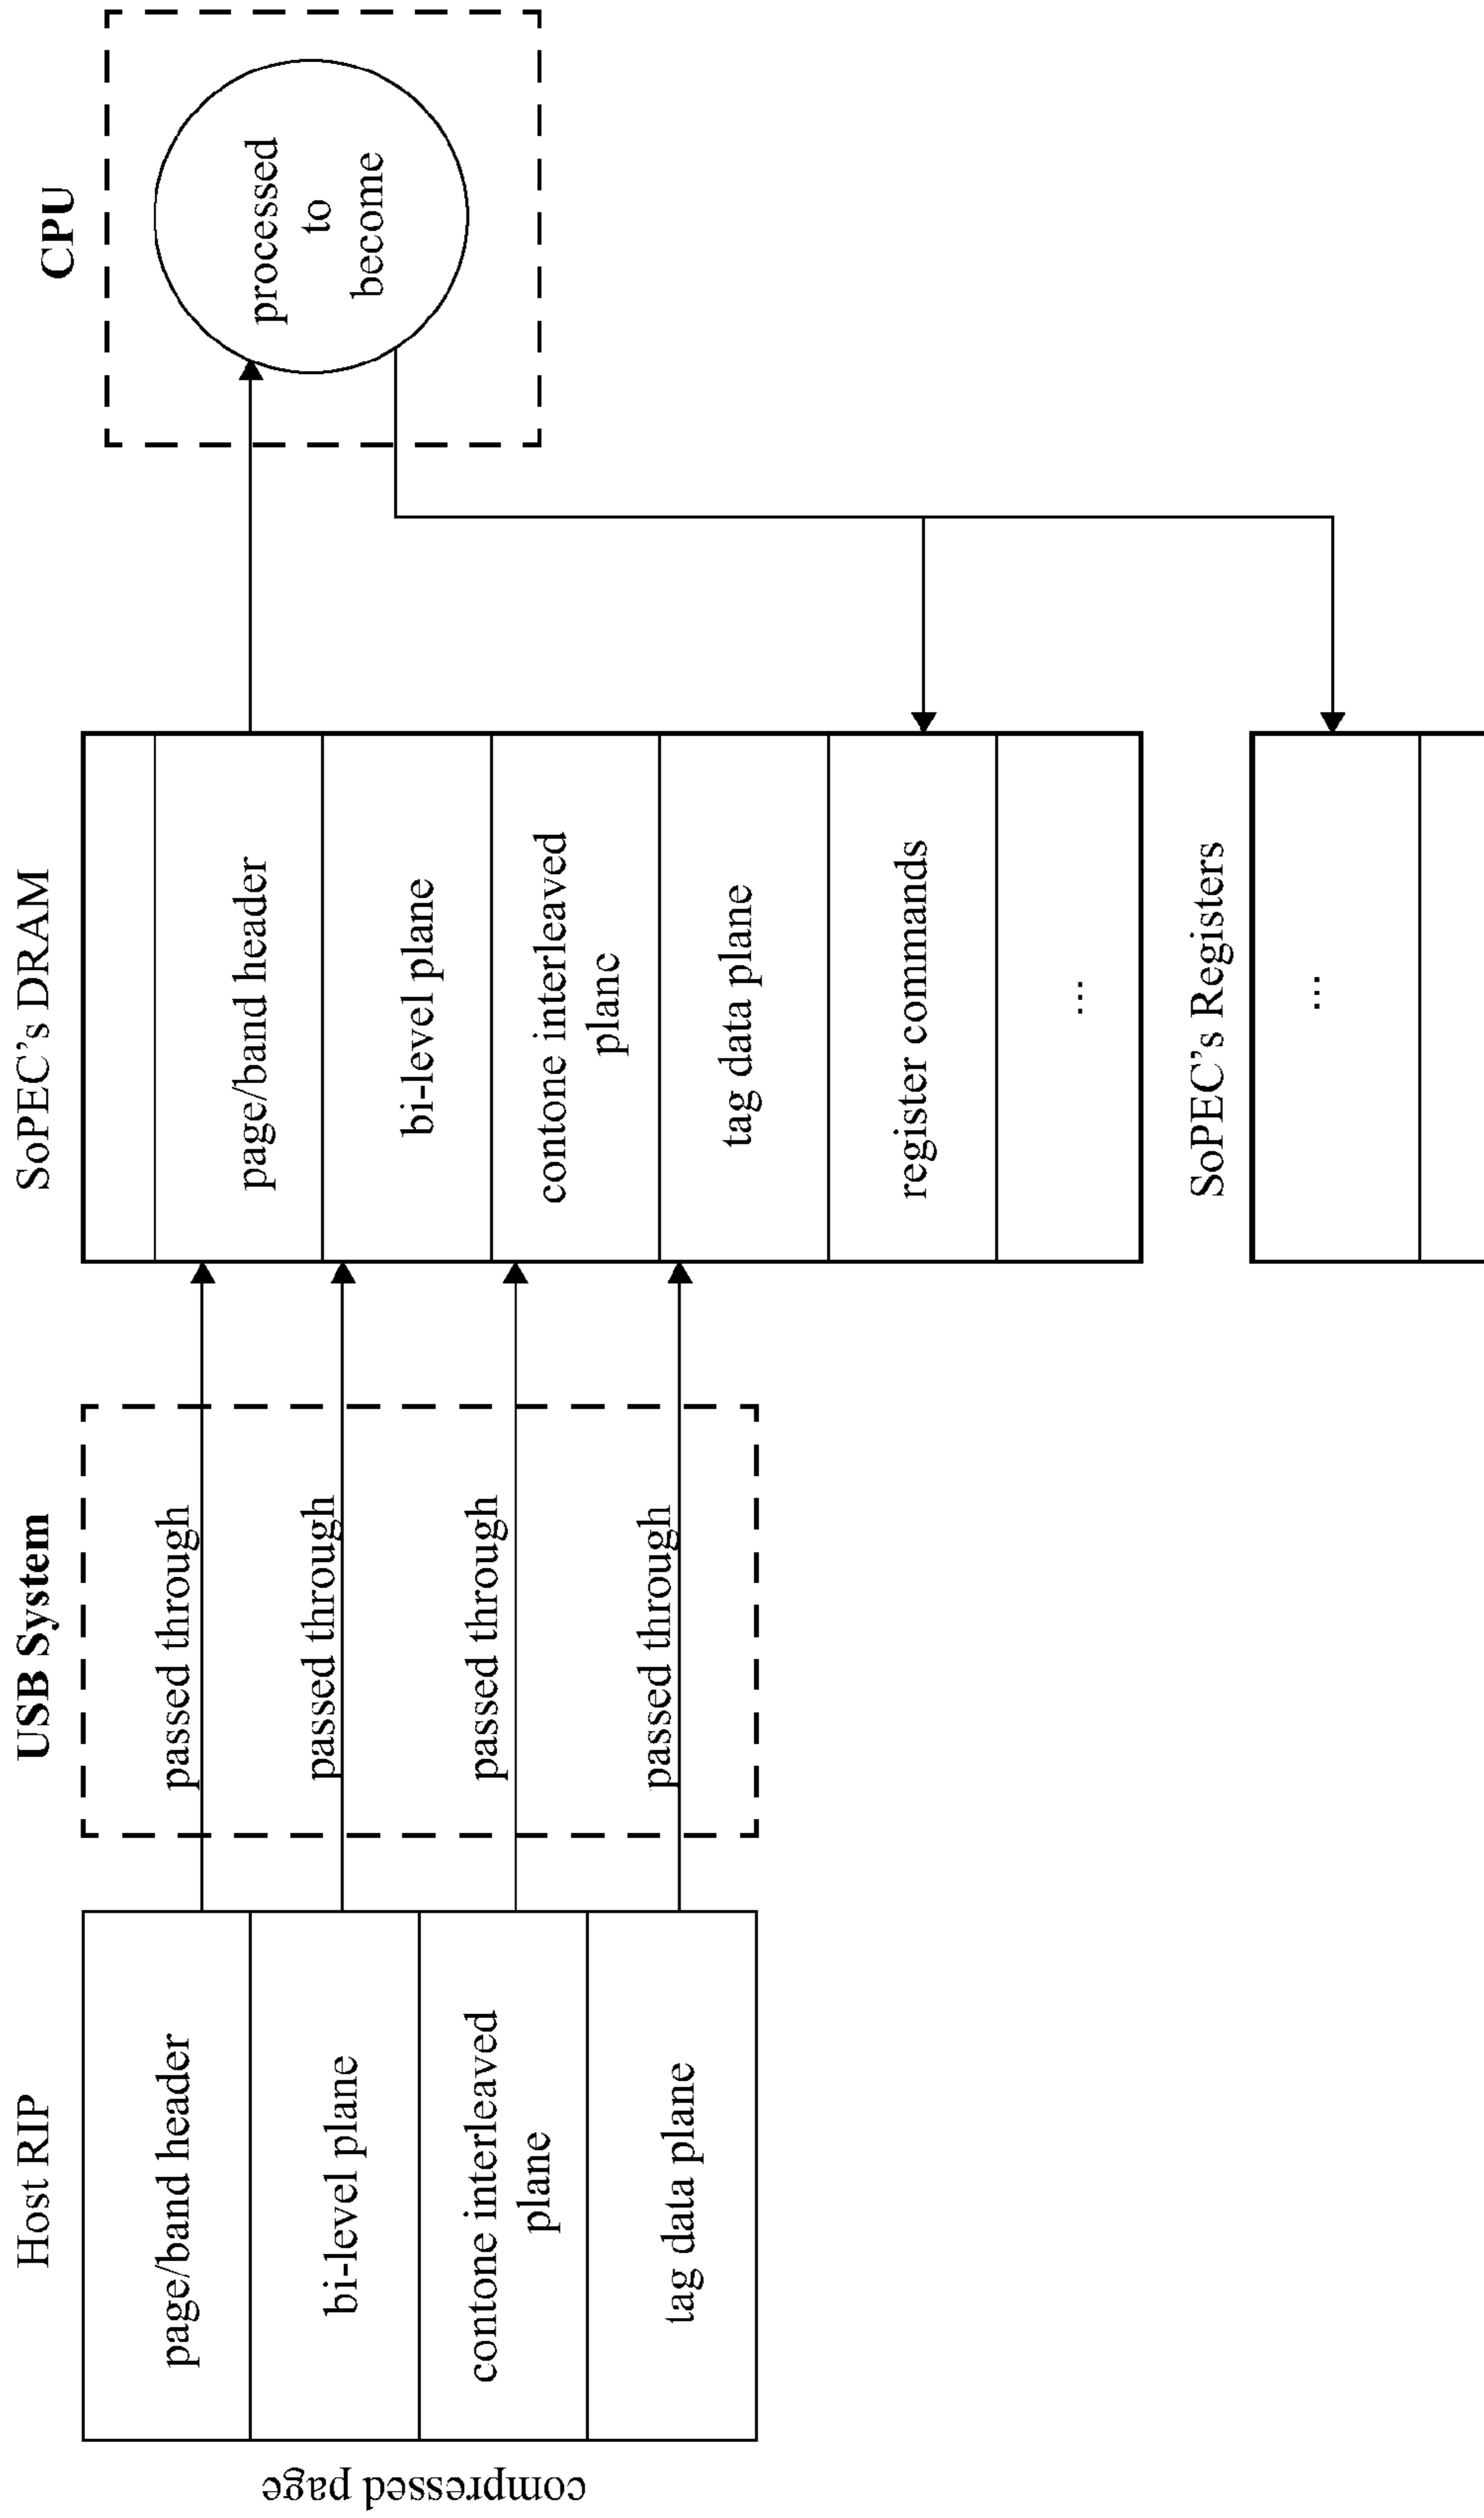 Host RIP
USB System
SoPEC's DRAM
CPU
compressed page
page/band header
bi-level plane
contone interleaved
plane
tag data plane
passed through
passed through
passed through
passed through
page/band header
bi-level plane
contone interleaved
plane
tag data plane
register commands
...
processed
to
become
SoPEC's Registers
...